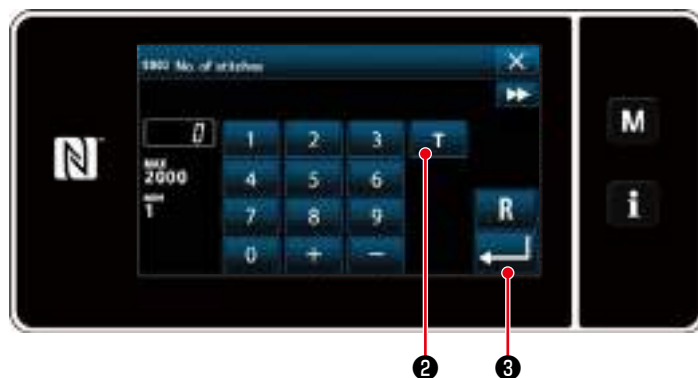 S003 No. of stitches
0
1 2 3 T
MAX
2000
4 5 6
MIN
1
7 8 9 R
0 + −
M
i
N
❷ ❸